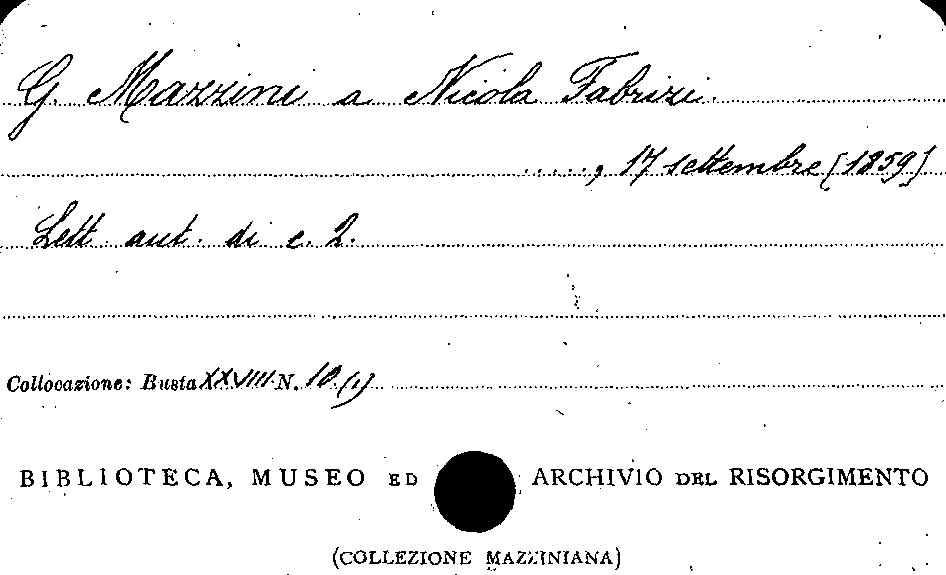 G. Mazzini a Nicola Fabrizi.
....., 17 settembre [1859]
Lett. aut. di c. 2.
Collocazione: Busta XXVIII N. 10 (1)
BIBLIOTECA, MUSEO ED ARCHIVIO DEL RISORGIMENTO
(COLLEZIONE MAZZINIANA)